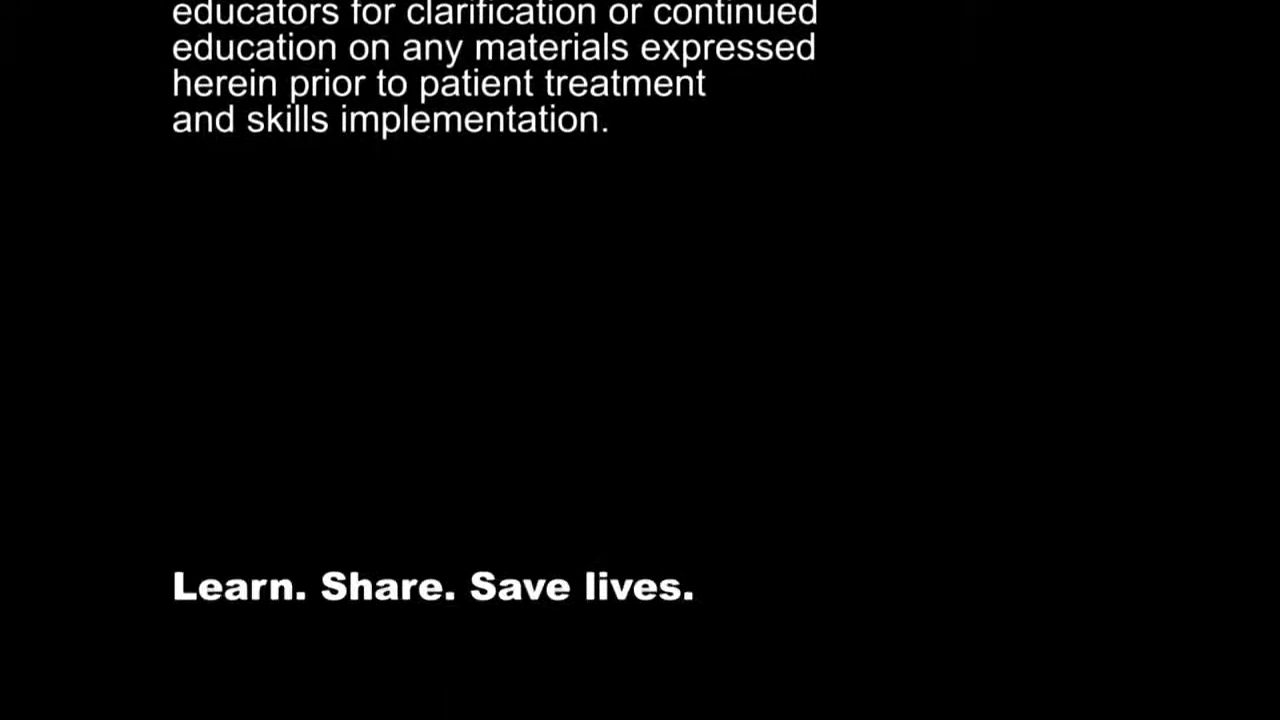 educators for clarification or continued
education on any materials expressed
herein prior to patient treatment
and skills implementation.
Learn. Share. Save lives.